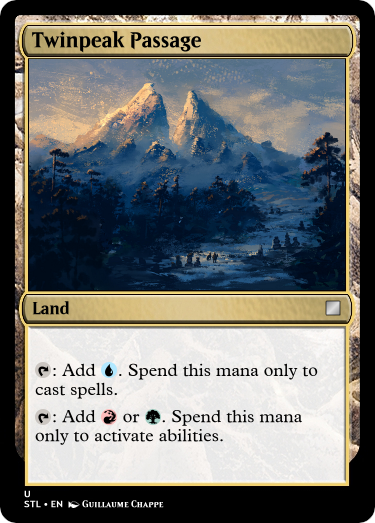 Twinpeak Passage
Land
: Add . Spend this mana only to
cast spells.
: Add or . Spend this mana
only to activate abilities.
U
STL • EN Guillaume Chappe